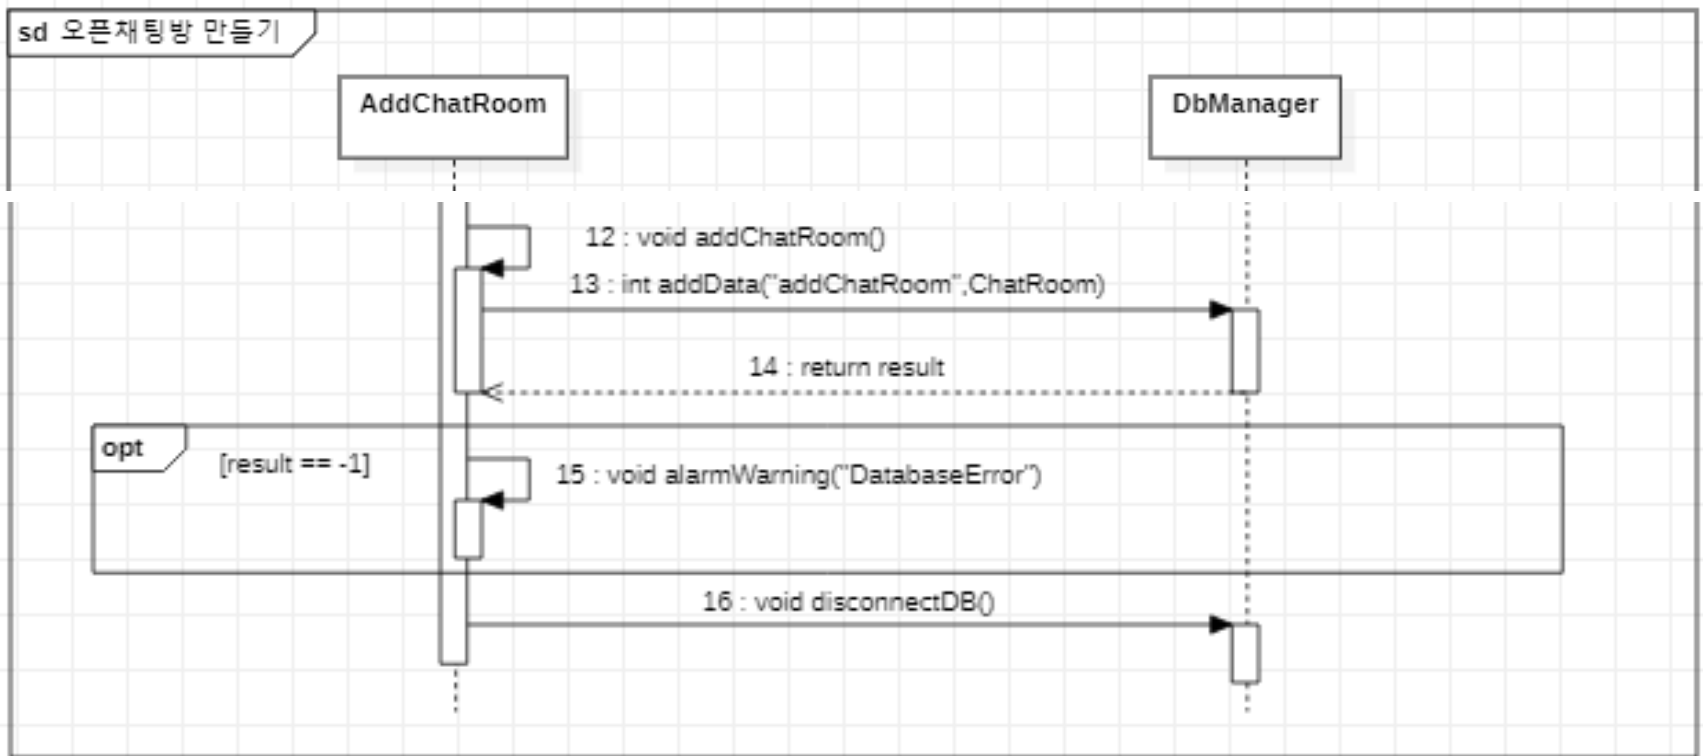 sd 오픈채팅방 만들기
AddChatRoom
DbManager
12 : void addChatRoom()
13 : int addData("addChatRoom",ChatRoom)
14 : return result
opt
[result == -1]
15 : void alarmWarning("DatabaseError")
16 : void disconnectDB()